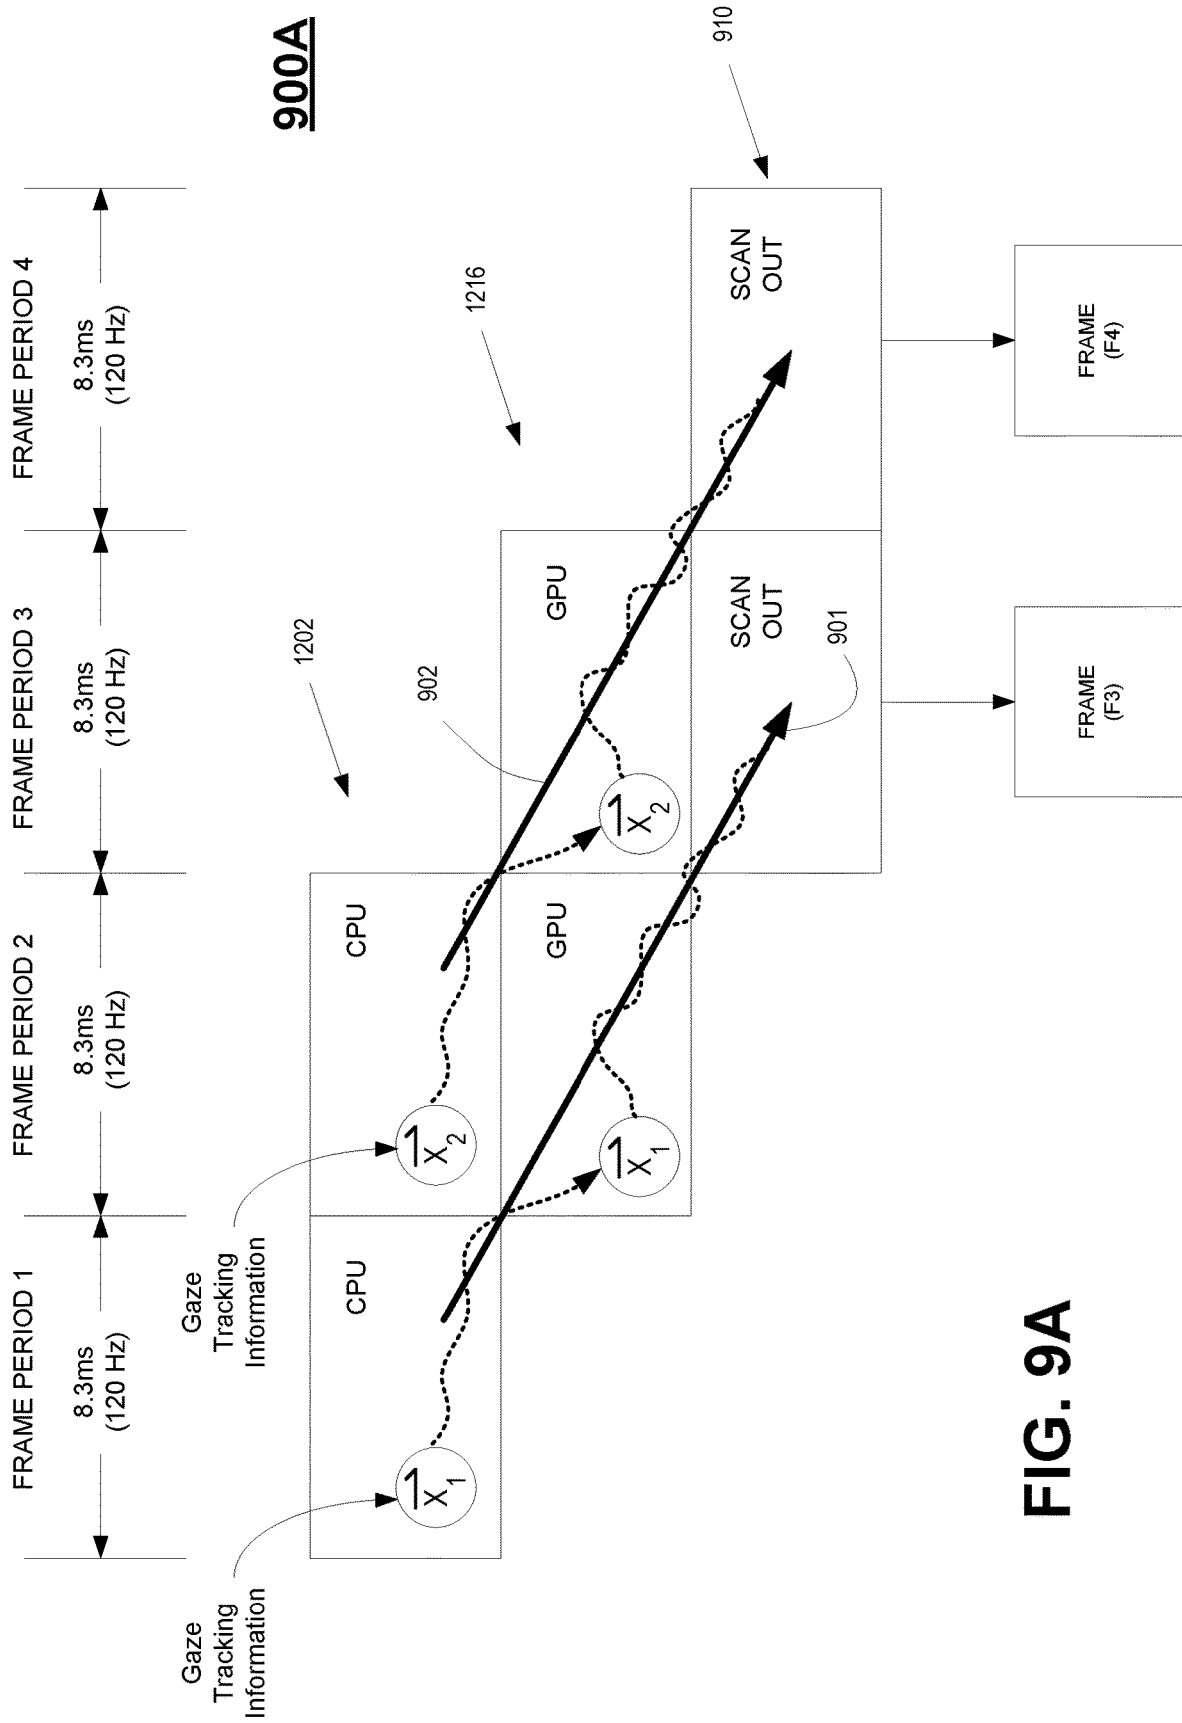 900A
FRAME PERIOD 1
8.3ms
(120 Hz)
FRAME PERIOD 2
8.3ms
(120 Hz)
FRAME PERIOD 3
8.3ms
(120 Hz)
FRAME PERIOD 4
8.3ms
(120 Hz)
Gaze
Tracking
Information
Gaze
Tracking
Information
1202
1216
910
CPU
X1
CPU
X2
902
GPU
X1
GPU
X2
SCAN
OUT
901
SCAN
OUT
FRAME
(F3)
FRAME
(F4)
FIG. 9A